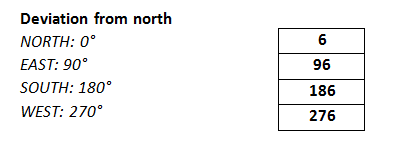 Deviation from north
NORTH: 0° 6
EAST: 90° 96
SOUTH: 180° 186
WEST: 270° 276